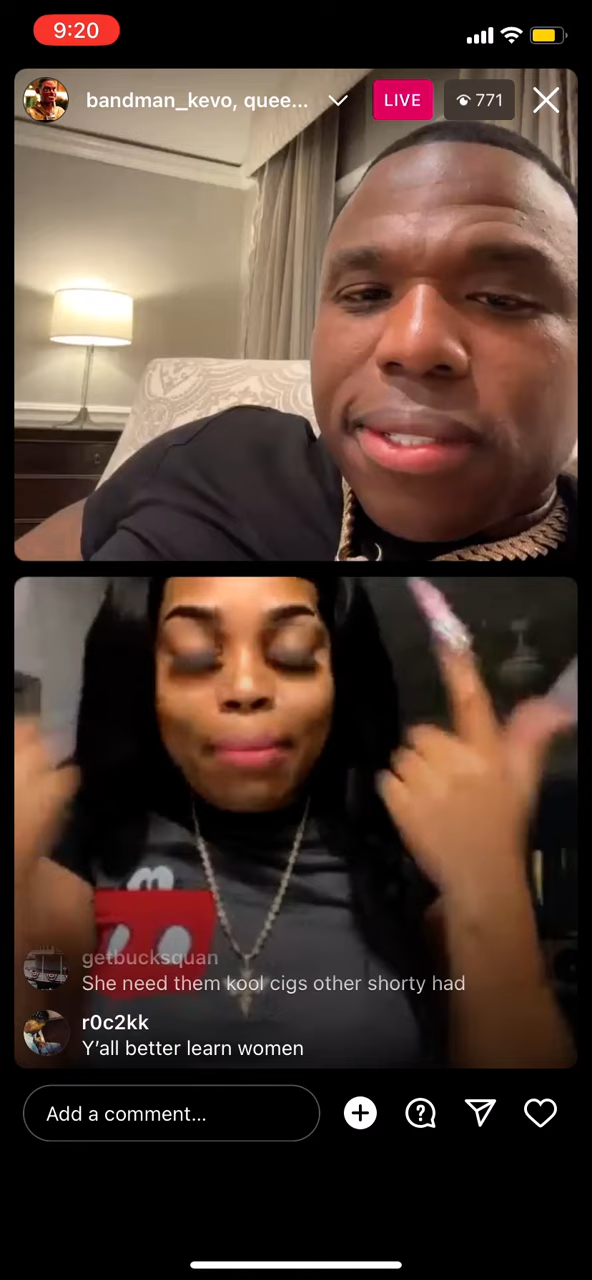 9:20
bandman_kevo, quee...
LIVE
771
getbucksquan
She need them kool cigs other shorty had
r0c2kk
Y’all better learn women
Add a comment...